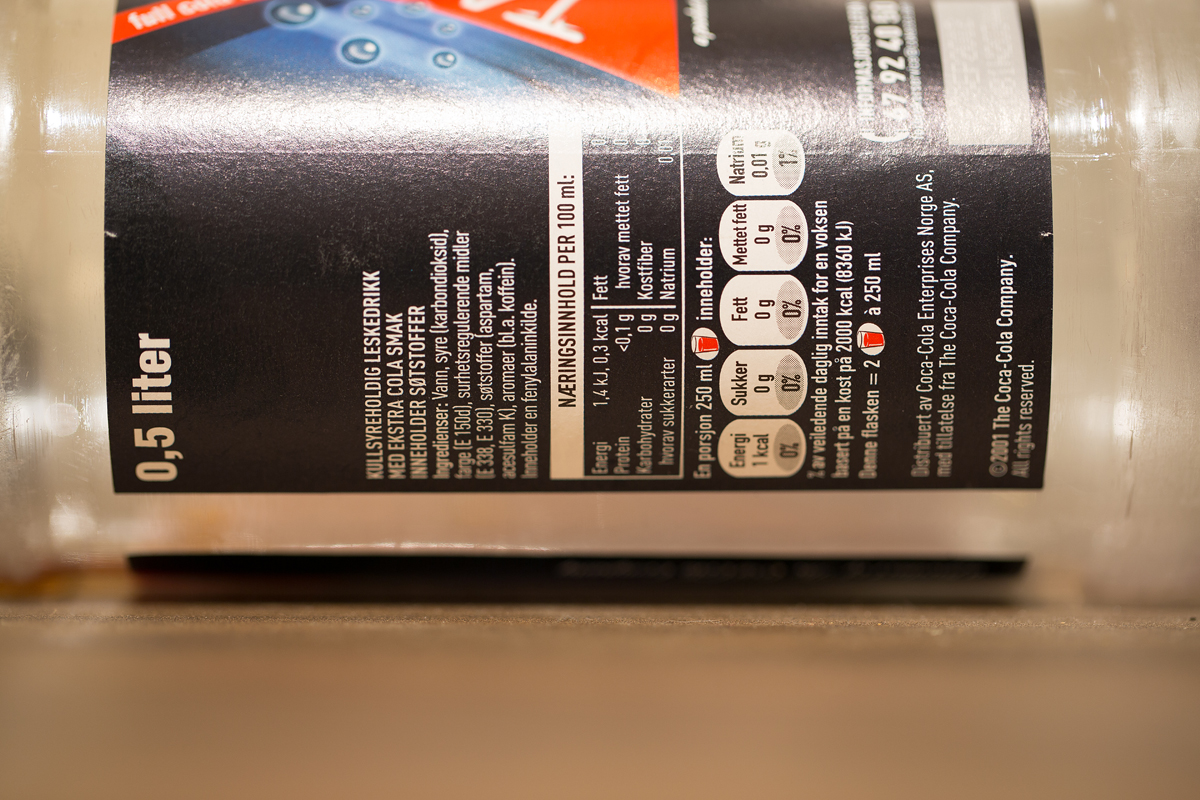 full
0,5 liter
KULLSYREHOLDIG LESKEDRIKK
MED EKSTRA COLA SMAK
INNEHOLDER SØTSTOFFER
Ingredienser: Vann, syre (karbondioksid),
farge (E 150d), surhetsregulerende midler
(E 338, E 330), søtstoffer (aspartam,
acesulfam K), aromaer (bl.a. koffein).
Inneholder en fenylalaninkilde.
NÆRINGSINNHOLD PER 100 ml:
Energi 1,4 kJ, 0,3 kcal Fett
Protein <0,1 g hvorav mettet fett
Karbohydrater 0 g Kostfiber
hvorav sukkerarter 0 g Natrium
En porsjon 250 ml inneholder:
Energi 1 kcal 0%
Sukker 0 g 0%
Fett 0 g 0%
Mettet fett 0 g 0%
Natrium 0,01 g 1%
% av veiledende daglig inntak for en voksen
basert på en kost på 2000 kcal (8360 kJ)
Denne flasken = 2 à 250 ml
7 92 40 90
Distribuert av Coca-Cola Enterprises Norge AS,
med tillatelse fra The Coca-Cola Company.
©2001 The Coca-Cola Company.
All rights reserved.